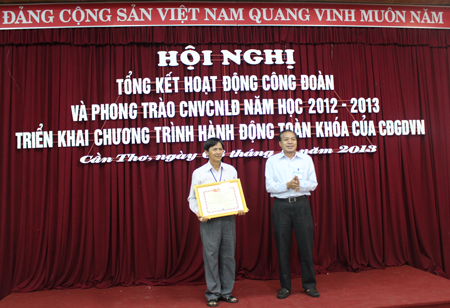 ĐẢNG CỘNG SẢN VIỆT NAM QUANG VINH MUÔN NĂM
HỘI NGHỊ
TỔNG KẾT HOẠT ĐỘNG CÔNG ĐOÀN
VÀ PHONG TRÀO CNVCNLĐ NĂM HỌC 2012 - 2013
TRIỂN KHAI CHƯƠNG TRÌNH HÀNH ĐỘNG TOÀN KHÓA CỦA CĐGDVN
Cần Thơ, ngày tháng năm 2013